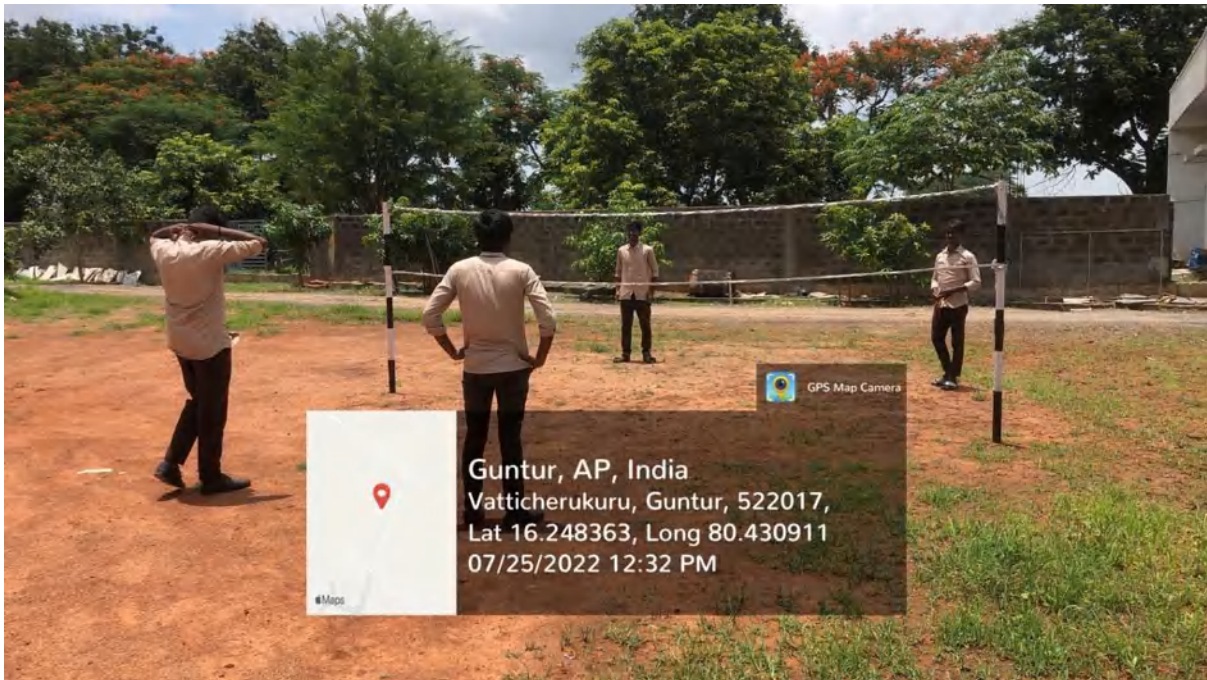 GPS Map Camera
Guntur, AP, India
Vatticherukuru, Guntur, 522017,
Lat 16.248363, Long 80.430911
07/25/2022 12:32 PM
Maps